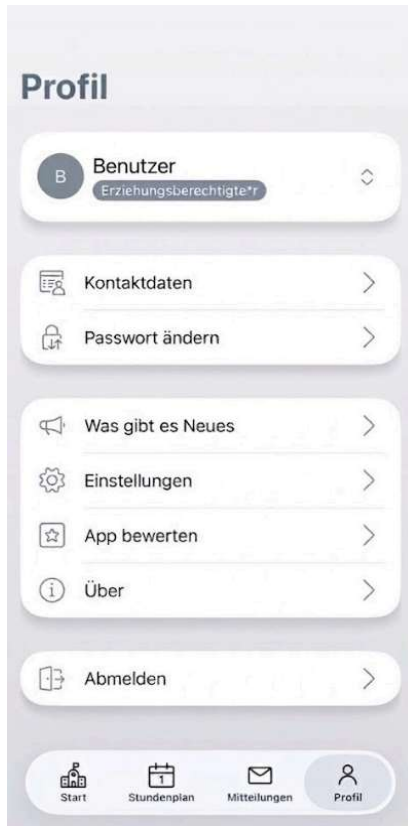 Profil
B
Benutzer
Erziehungsberechtigte*r
Kontaktdaten
Passwort ändern
Was gibt es Neues
Einstellungen
App bewerten
Über
Abmelden
1
Start
Stundenplan
Mitteilungen
Profil